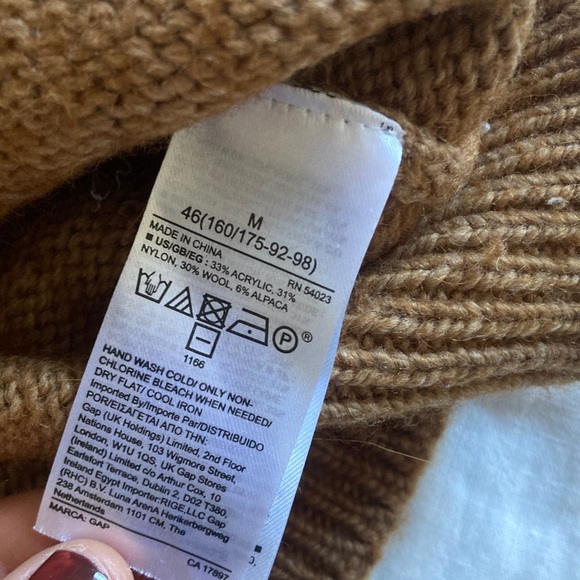 M
46(160/175-92-98)
MADE IN CHINA RN 54023
■ US/GB/EG : 33% ACRYLIC, 31%
NYLON, 30% WOOL, 6% ALPACA
P ®
1166
HAND WASH COLD/ ONLY NON-
CHLORINE BLEACH WHEN NEEDED/
DRY FLAT/ COOL IRON
Imported by/Importe Par/DISTRIBUIDO
POR/ΕΙΣΑΓΕΤΑΙ ΑΠΟ ΤΗΝ:
Gap (UK Holdings) Limited, 2nd Floor
Nations House, 103 Wigmore Street,
London, W1U 1QS, UK Gap Stores
(Ireland) Limited c/o Arthur Cox, 10
Earlsfort Terrace, Dublin 2, D02 T380,
Ireland Egypt Importer:RIGE,LLC Gap
(RHC) B.V. Luna ArenA Herikerbergweg
238 Amsterdam 1101 CM, The
Netherlands
MARCA: GAP
CA 17897